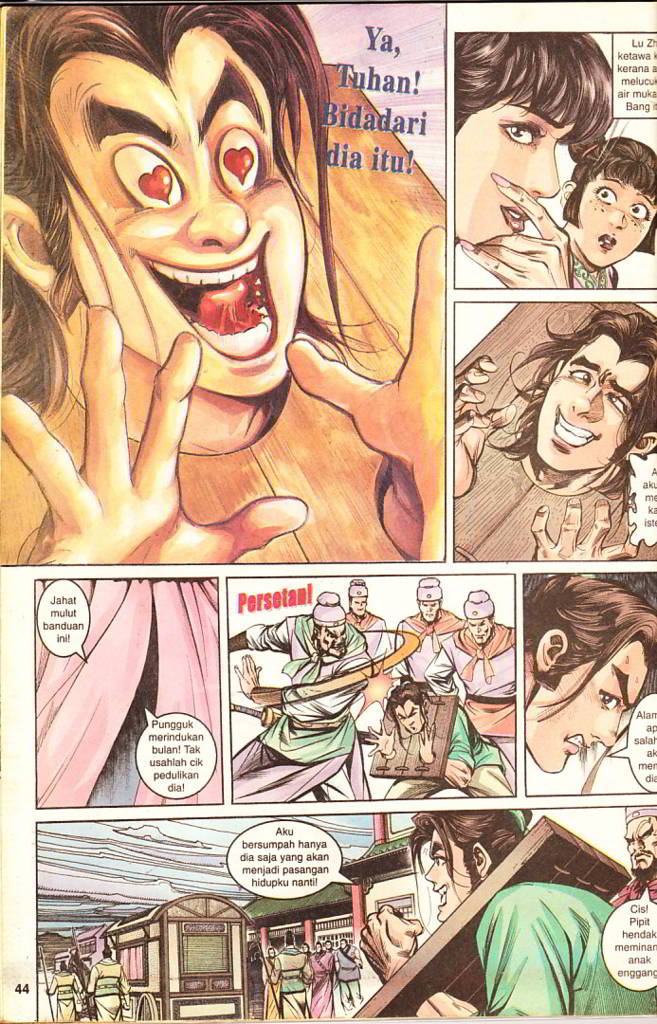 Ya,
Tuhan!
Bidadari
dia itu!
Lu Zh
ketawa k
kerana a
melucuk
air muka
Bang it
A
aku
me
ka
iste
Jahat
mulut
banduan
ini!
Pungguk
merindukan
bulan! Tak
usahlah cik
pedulikan
dia!
Persetan!
Alam
ap
salah
ak
men
dia
Aku
bersumpah hanya
dia saja yang akan
menjadi pasangan
hidupku nanti!
Cis!
Pipit
hendak
meminan
anak
enggang
44